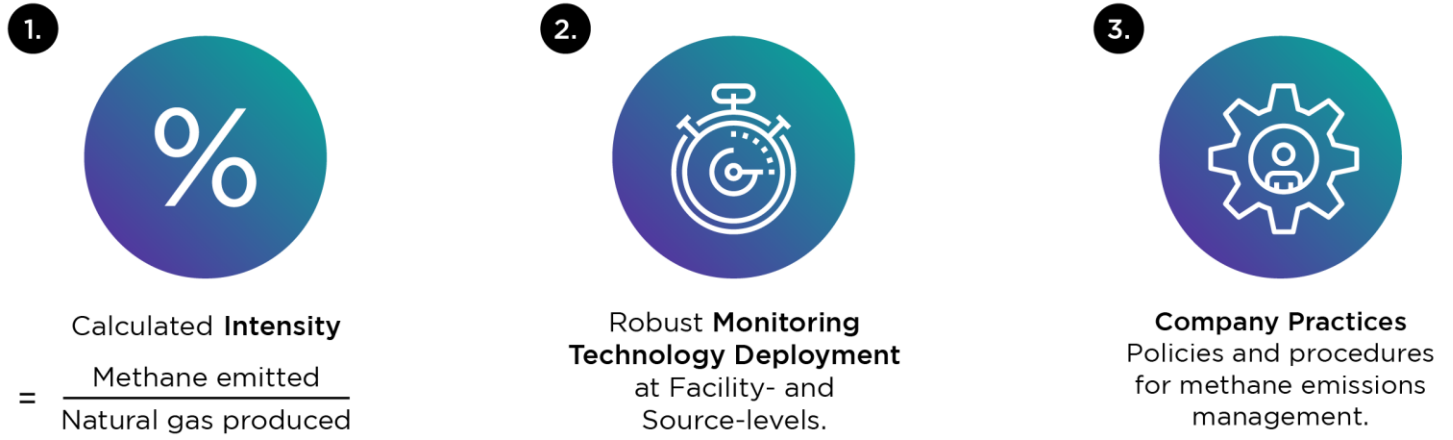 1.
%
Calculated Intensity
= Methane emitted
Natural gas produced
2.
Robust Monitoring
Technology Deployment
at Facility- and
Source-levels.
3.
Company Practices
Policies and procedures
for methane emissions
management.